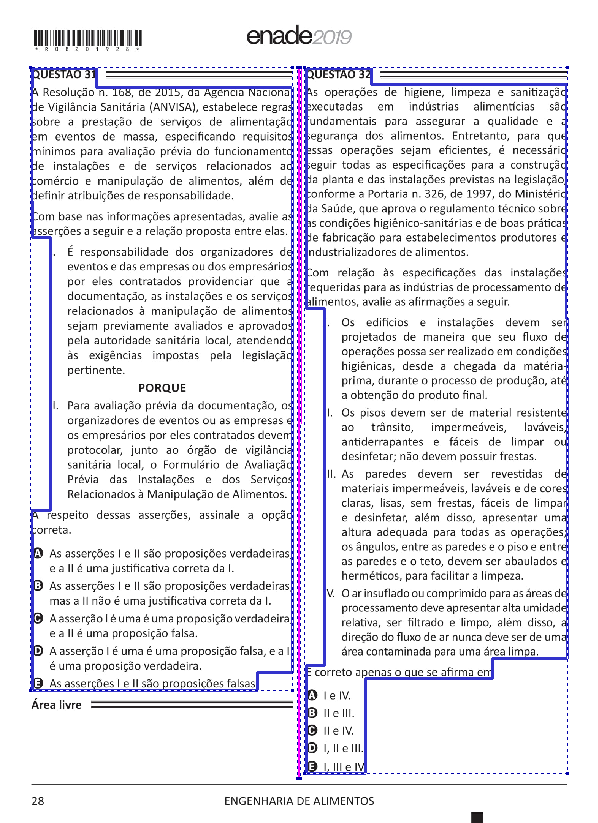 *R0820192S*
enade2019
QUESTÃO 31
A Resolução n. 168, de 2015, da Agência Nacional
de Vigilância Sanitária (ANVISA), estabelece regras
sobre a prestação de serviços de alimentação
em eventos de massa, especificando requisitos
mínimos para avaliação prévia do funcionamento
de instalações e de serviços relacionados ao
comércio e manipulação de alimentos, além de
definir atribuições de responsabilidade.
Com base nas informações apresentadas, avalie as
asserções a seguir e a relação proposta entre elas.
I. É responsabilidade dos organizadores de
eventos e das empresas ou dos empresários
por eles contratados providenciar que a
documentação, as instalações e os serviços
relacionados à manipulação de alimentos
sejam previamente avaliados e aprovados
pela autoridade sanitária local, atendendo
às exigências impostas pela legislação
pertinente.
PORQUE
II. Para avaliação prévia da documentação, os
organizadores de eventos ou as empresas e
os empresários por eles contratados devem
protocolar, junto ao órgão de vigilância
sanitária local, o Formulário de Avaliação
Prévia das Instalações e dos Serviços
Relacionados à Manipulação de Alimentos.
A respeito dessas asserções, assinale a opção
correta.
A As asserções I e II são proposições verdadeiras,
e a II é uma justificativa correta da I.
B As asserções I e II são proposições verdadeiras,
mas a II não é uma justificativa correta da I.
C A asserção I é uma é uma proposição verdadeira,
e a II é uma proposição falsa.
D A asserção I é uma é uma proposição falsa, e a II
é uma proposição verdadeira.
E As asserções I e II são proposições falsas.
Área livre
QUESTÃO 32
As operações de higiene, limpeza e sanitização
executadas em indústrias alimentícias são
fundamentais para assegurar a qualidade e a
segurança dos alimentos. Entretanto, para que
essas operações sejam eficientes, é necessário
seguir todas as especificações para a construção
da planta e das instalações previstas na legislação,
conforme a Portaria n. 326, de 1997, do Ministério
da Saúde, que aprova o regulamento técnico sobre
as condições higiênico-sanitárias e de boas práticas
de fabricação para estabelecimentos produtores e
industrializadores de alimentos.
Com relação às especificações das instalações
requeridas para as indústrias de processamento de
alimentos, avalie as afirmações a seguir.
I. Os edifícios e instalações devem ser
projetados de maneira que seu fluxo de
operações possa ser realizado em condições
higiênicas, desde a chegada da matéria-
prima, durante o processo de produção, até
a obtenção do produto final.
II. Os pisos devem ser de material resistente
ao trânsito, impermeáveis, laváveis,
antiderrapantes e fáceis de limpar ou
desinfetar; não devem possuir frestas.
III. As paredes devem ser revestidas de
materiais impermeáveis, laváveis e de cores
claras, lisas, sem frestas, fáceis de limpar
e desinfetar, além disso, apresentar uma
altura adequada para todas as operações;
os ângulos, entre as paredes e o piso e entre
as paredes e o teto, devem ser abaulados e
herméticos, para facilitar a limpeza.
IV. O ar insuflado ou comprimido para as áreas de
processamento deve apresentar alta umidade
relativa, ser filtrado e limpo, além disso, a
direção do fluxo de ar nunca deve ser de uma
área contaminada para uma área limpa.
É correto apenas o que se afirma em
A I e IV.
B II e III.
C II e IV.
D I, II e III.
E I, III e IV.
28
ENGENHARIA DE ALIMENTOS